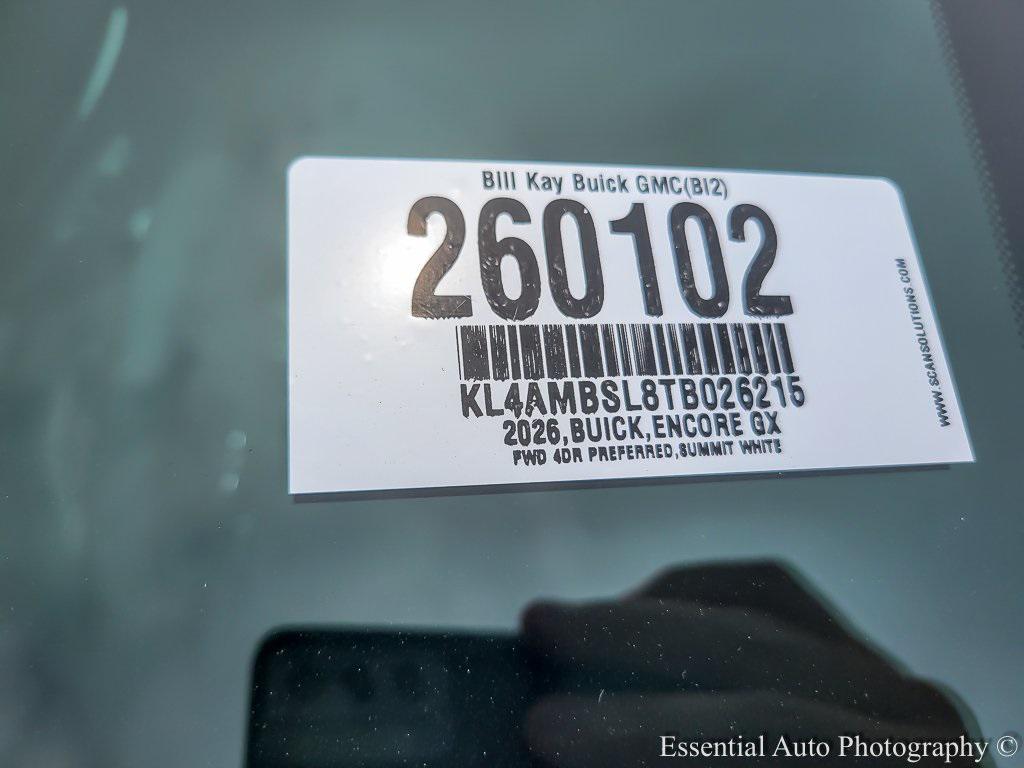 Bill Kay Buick GMC(BI2)
260102
KL4AMBSL8TB026215
2026,BUICK,ENCORE GX
FWD 4DR PREFERRED,SUMMIT WHITE
WWW.SCANSOLUTIONS.COM
Essential Auto Photography ©